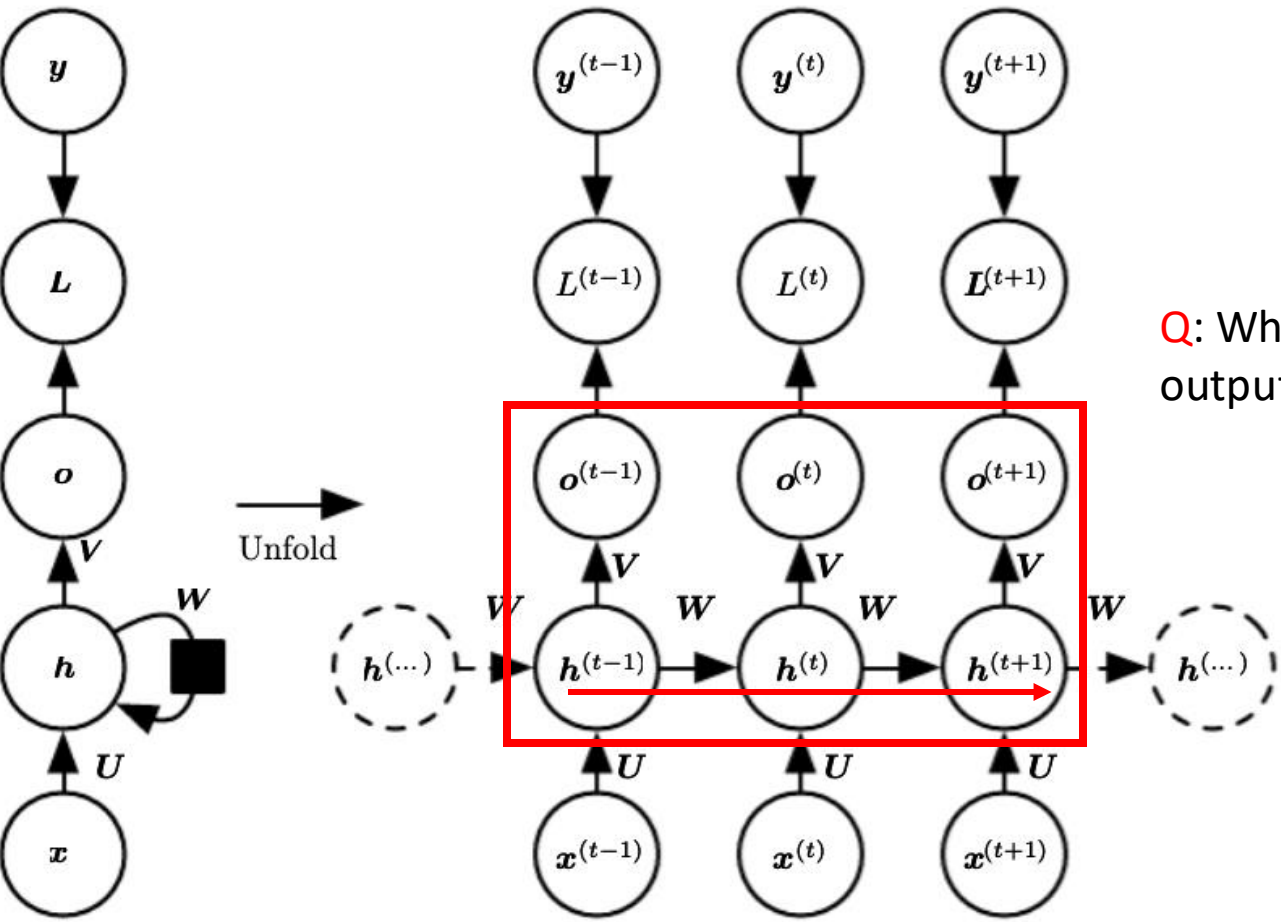 y y^(t−1) y^(t) y^(t+1)
L L^(t−1) L^(t) L^(t+1)
Q: Wh
output
o o^(t−1) o^(t) o^(t+1)
Unfold
V V V V
W W W W W
h h^(...) h^(t−1) h^(t) h^(t+1) h^(...)
U U U U
x x^(t−1) x^(t) x^(t+1)